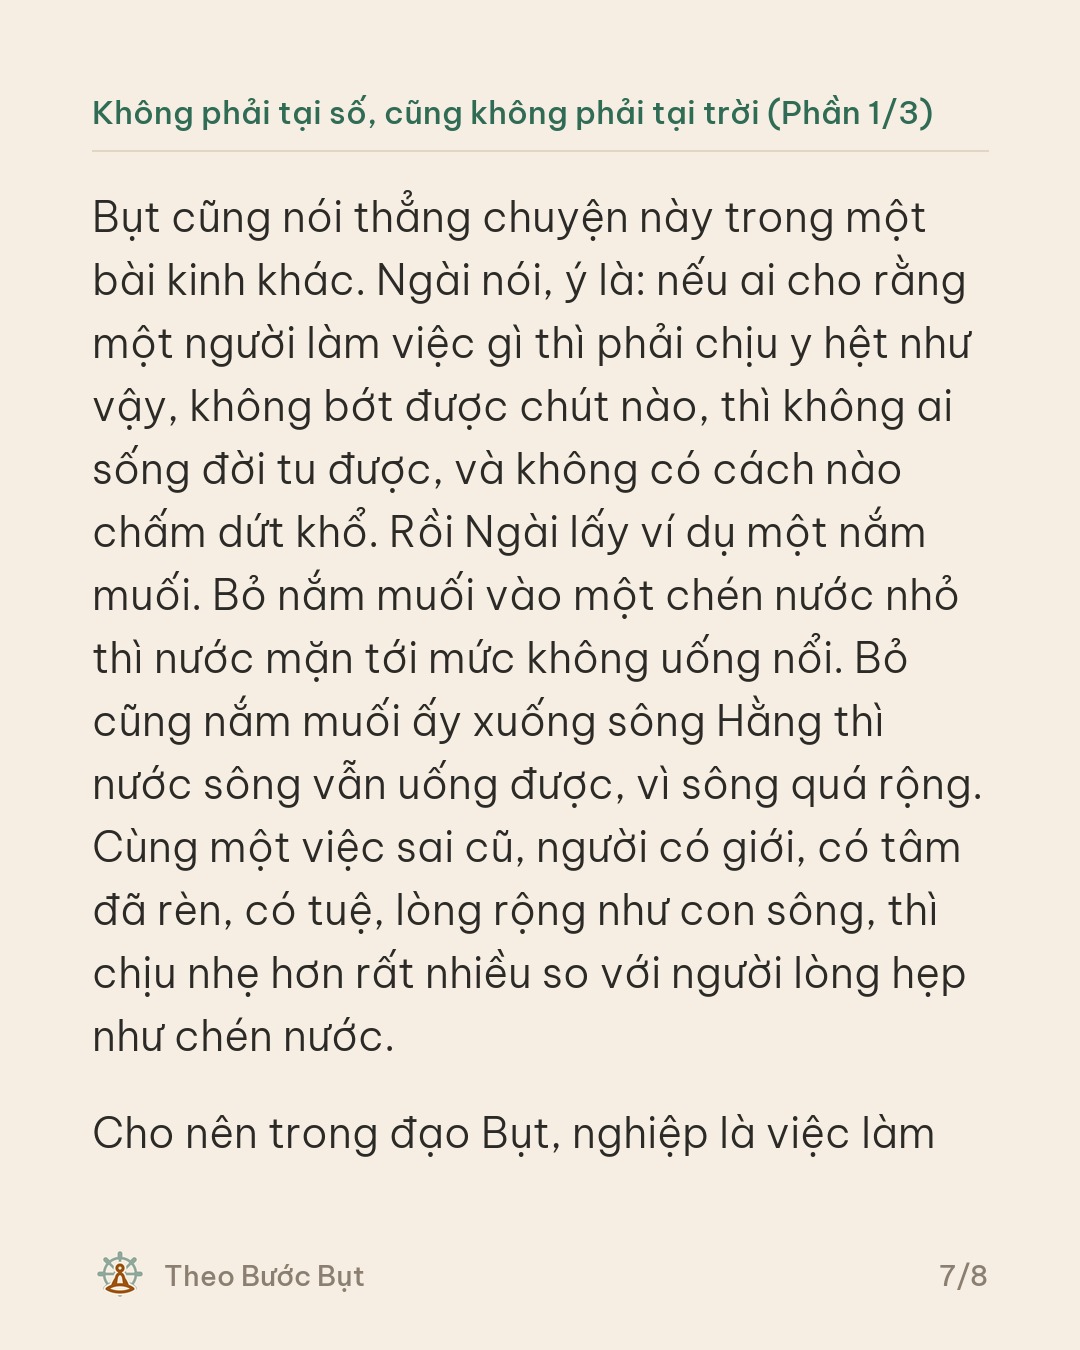 Không phải tại số, cũng không phải tại trời (Phần 1/3)
Bụt cũng nói thẳng chuyện này trong một
bài kinh khác. Ngài nói, ý là: nếu ai cho rằng
một người làm việc gì thì phải chịu y hệt như
vậy, không bớt được chút nào, thì không ai
sống đời tu được, và không có cách nào
chấm dứt khổ. Rồi Ngài lấy ví dụ một nắm
muối. Bỏ nắm muối vào một chén nước nhỏ
thì nước mặn tới mức không uống nổi. Bỏ
cũng nắm muối ấy xuống sông Hằng thì
nước sông vẫn uống được, vì sông quá rộng.
Cùng một việc sai cũ, người có giới, có tâm
đã rèn, có tuệ, lòng rộng như con sông, thì
chịu nhẹ hơn rất nhiều so với người lòng hẹp
như chén nước.
Cho nên trong đạo Bụt, nghiệp là việc làm
Theo Bước Bụt
7/8